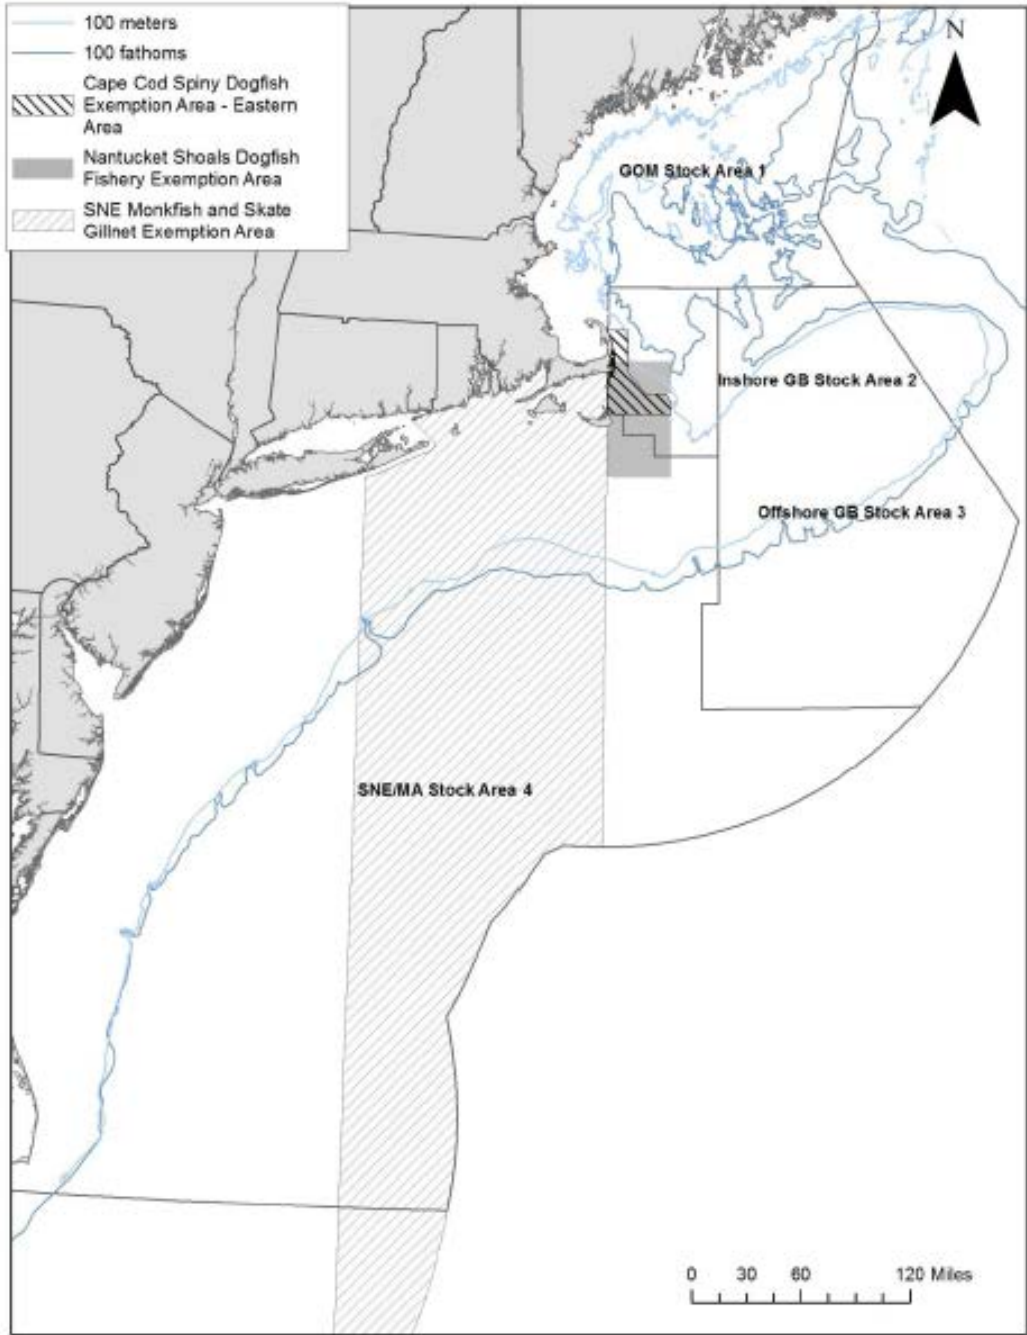 100 meters
100 fathoms
Cape Cod Spiny Dogfish
Exemption Area - Eastern
Area
Nantucket Shoals Dogfish
Fishery Exemption Area
SNE Monkfish and Skate
Gillnet Exemption Area
N
GOM Stock Area 1
Inshore GB Stock Area 2
Offshore GB Stock Area 3
SNE/MA Stock Area 4
0 30 60 120 Miles